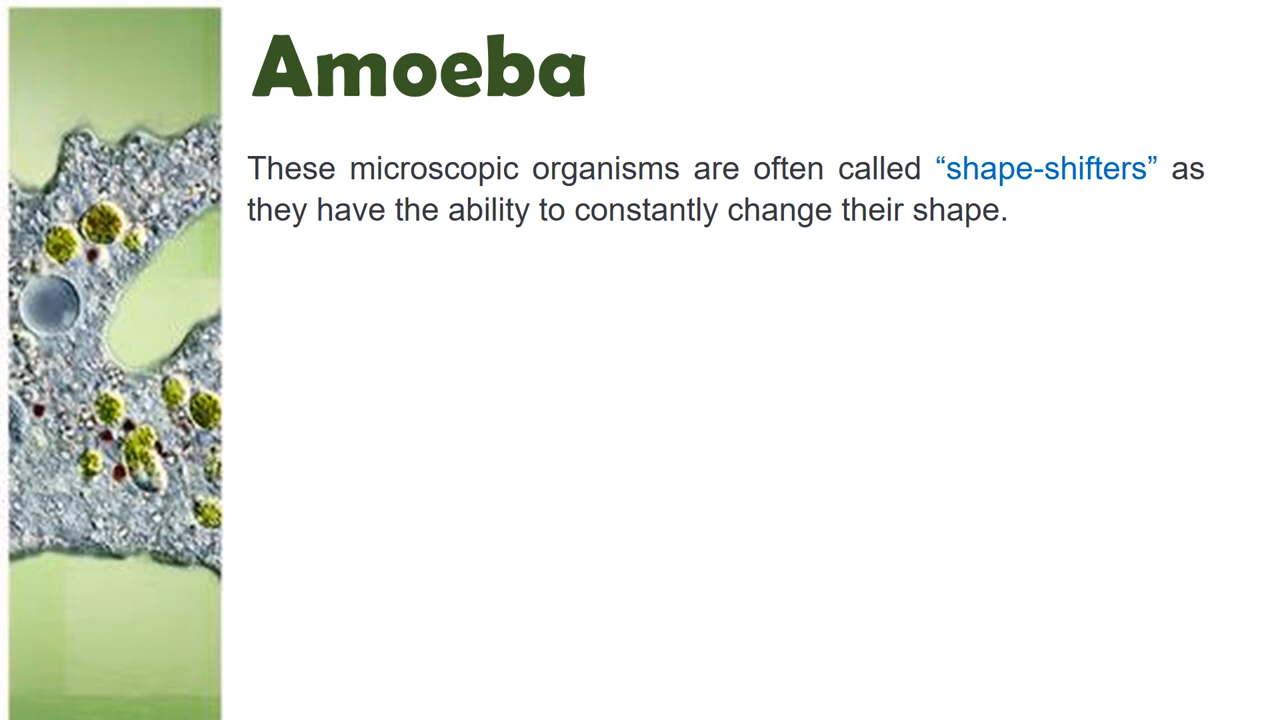 Amoeba
These microscopic organisms are often called “shape-shifters” as
they have the ability to constantly change their shape.